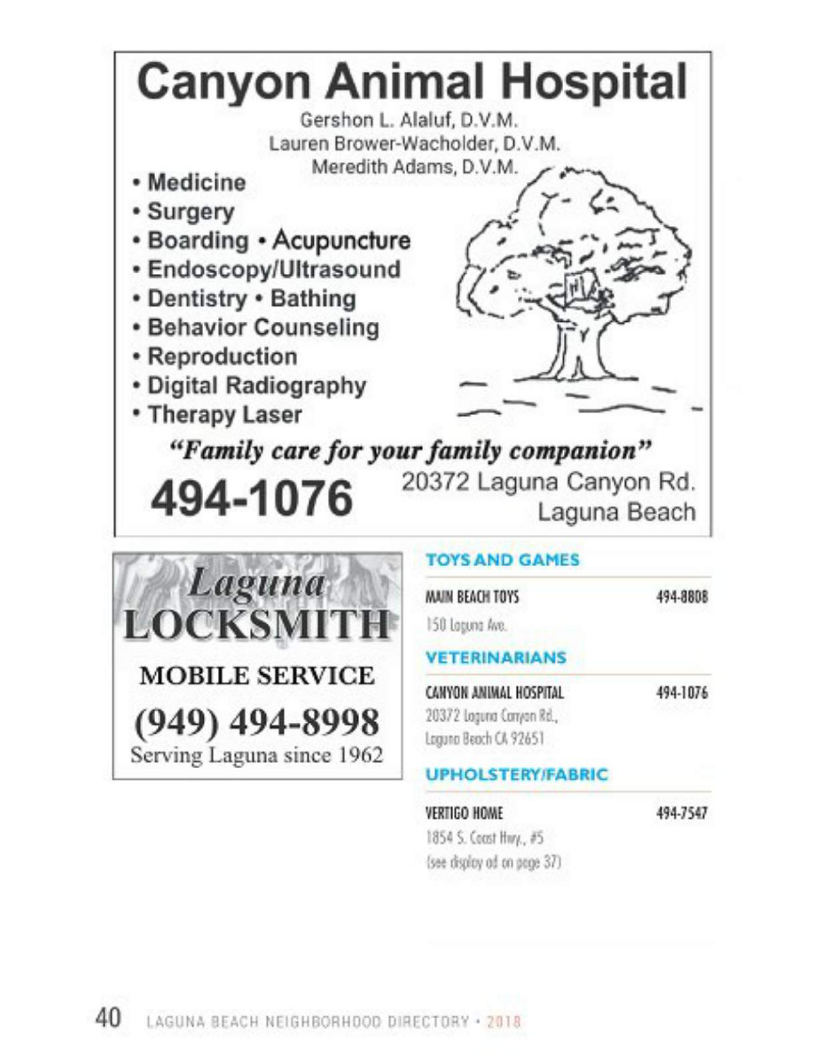 Canyon Animal Hospital
Gershon L. Alaluf, D.V.M.
Lauren Brower-Wacholder, D.V.M.
Meredith Adams, D.V.M.
• Medicine
• Surgery
• Boarding • Acupuncture
• Endoscopy/Ultrasound
• Dentistry • Bathing
• Behavior Counseling
• Reproduction
• Digital Radiography
• Therapy Laser
“Family care for your family companion”
494-1076
20372 Laguna Canyon Rd.
Laguna Beach
Laguna
LOCKSMITH
MOBILE SERVICE
(949) 494-8998
Serving Laguna since 1962
TOYS AND GAMES
MAIN BEACH TOYS 494-8808
150 Laguna Ave.
VETERINARIANS
CANYON ANIMAL HOSPITAL 494-1076
20372 Laguna Canyon Rd.,
Laguna Beach CA 92651
UPHOLSTERY/FABRIC
VERTIGO HOME 494-7547
1854 S. Coast Hwy., #5
(see display ad on page 37)
40 LAGUNA BEACH NEIGHBORHOOD DIRECTORY • 2018